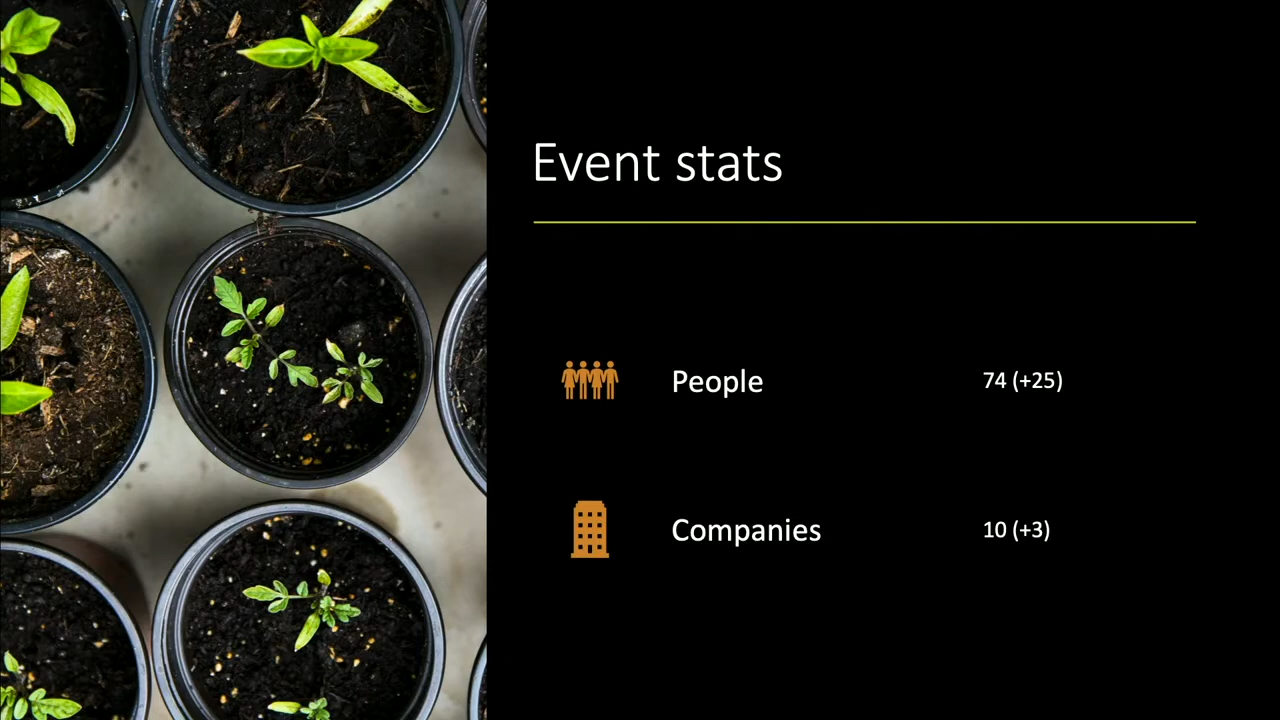 Event stats
People 74 (+25)
Companies 10 (+3)